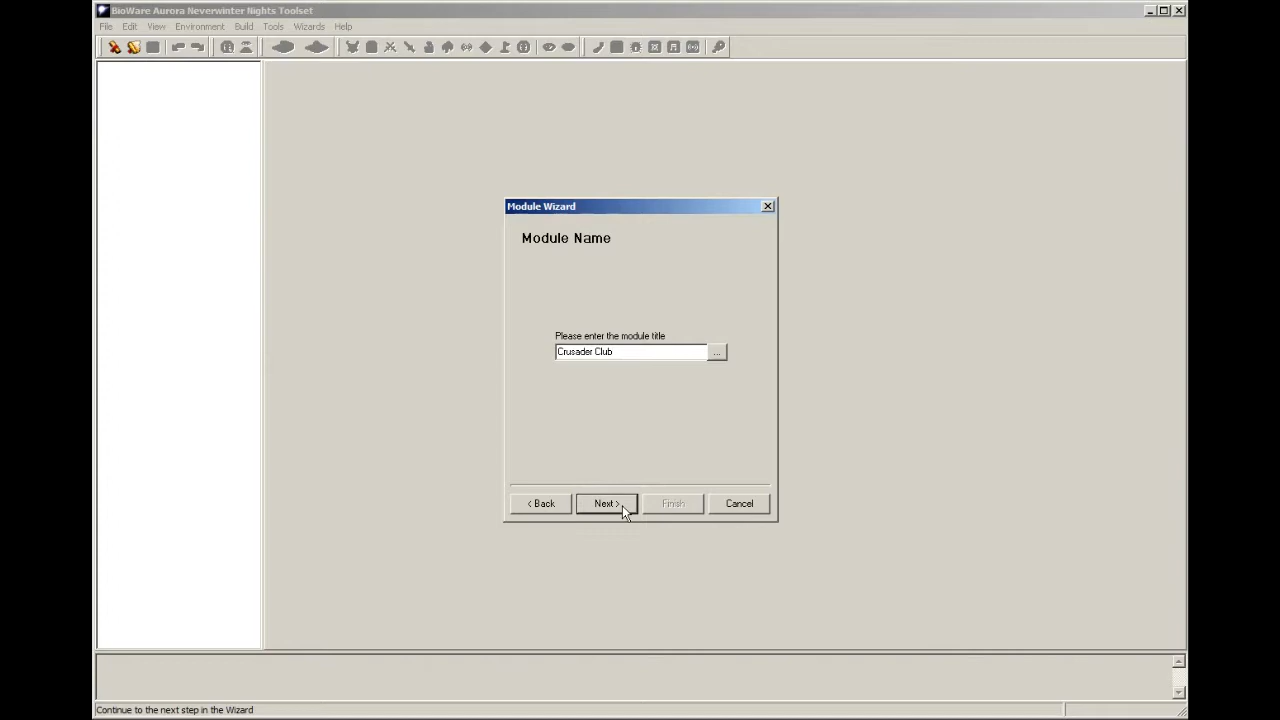 BioWare Aurora Neverwinter Nights Toolset
File Edit View Environment Build Tools Wizards Help
Module Wizard
Module Name
Please enter the module title
Crusader Club
...
< Back Next > Finish Cancel
Continue to the next step in the Wizard